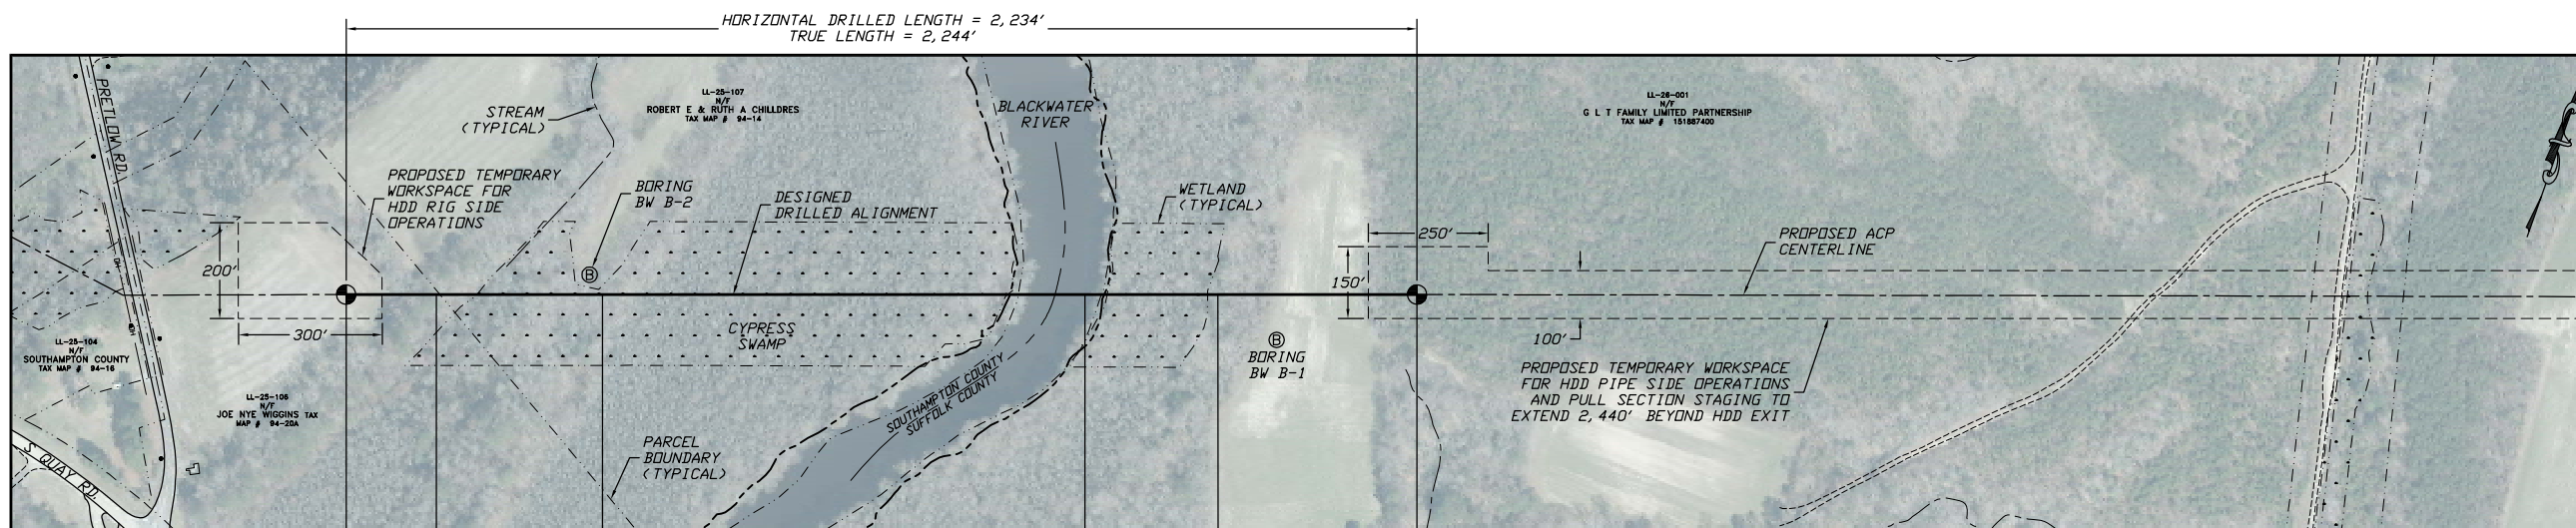 HORIZONTAL DRILLED LENGTH = 2,234'
TRUE LENGTH = 2,244'
PRETLOW RD.
STREAM
(TYPICAL)
LL-25-107
N/F
ROBERT E & RUTH A CHILLDRES
TAX MAP # 94-14
BLACKWATER
RIVER
LL-26-001
N/F
G L T FAMILY LIMITED PARTNERSHIP
TAX MAP # 151887400
PROPOSED TEMPORARY
WORKSPACE FOR
HDD RIG SIDE
OPERATIONS
BORING
BW B-2
DESIGNED
DRILLED ALIGNMENT
WETLAND
(TYPICAL)
250'
PROPOSED ACP
CENTERLINE
200'
150'
300'
B
CYPRESS
SWAMP
100'
B
BORING
BW B-1
LL-25-104
N/F
SOUTHAMPTON COUNTY
TAX MAP # 94-16
SOUTHAMPTON COUNTY
SUFFOLK COUNTY
PROPOSED TEMPORARY WORKSPACE
FOR HDD PIPE SIDE OPERATIONS
AND PULL SECTION STAGING TO
EXTEND 2,440' BEYOND HDD EXIT
N/F
JOE NYE WIGGINS TAX
MAP # 94-20A
PARCEL
BOUNDARY
(TYPICAL)
S QUAY RD.